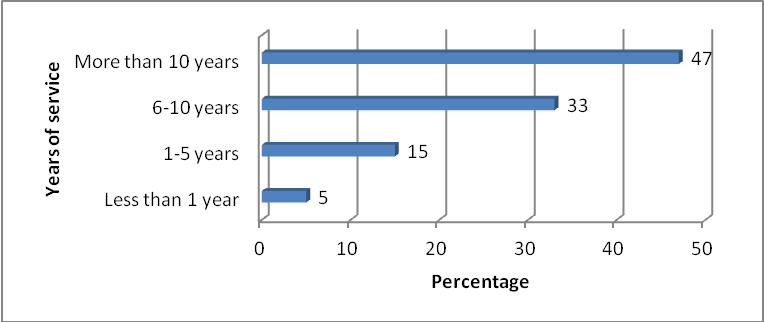 Years of service
More than 10 years
47
6-10 years
33
1-5 years
15
Less than 1 year
5
0 10 20 30 40 50
Percentage